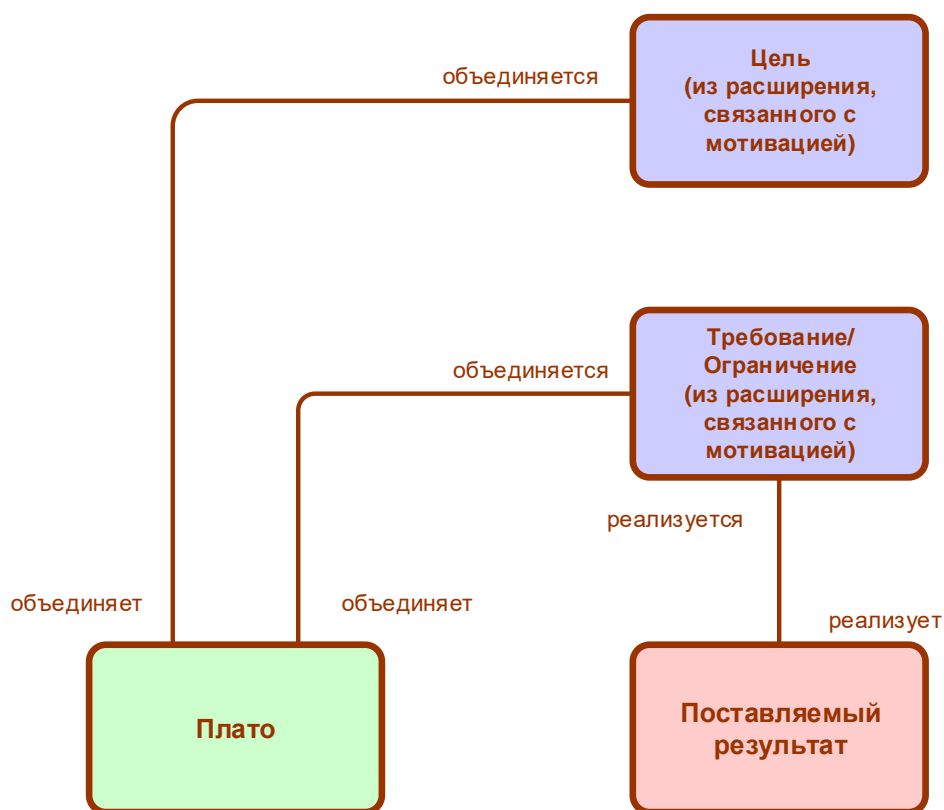 Цель
(из расширения,
связанного с
мотивацией)
объединяется
Требование/
Ограничение
(из расширения,
связанного с
мотивацией)
объединяется
реализуется
объединяет
объединяет
реализует
Плато
Поставляемый
результат